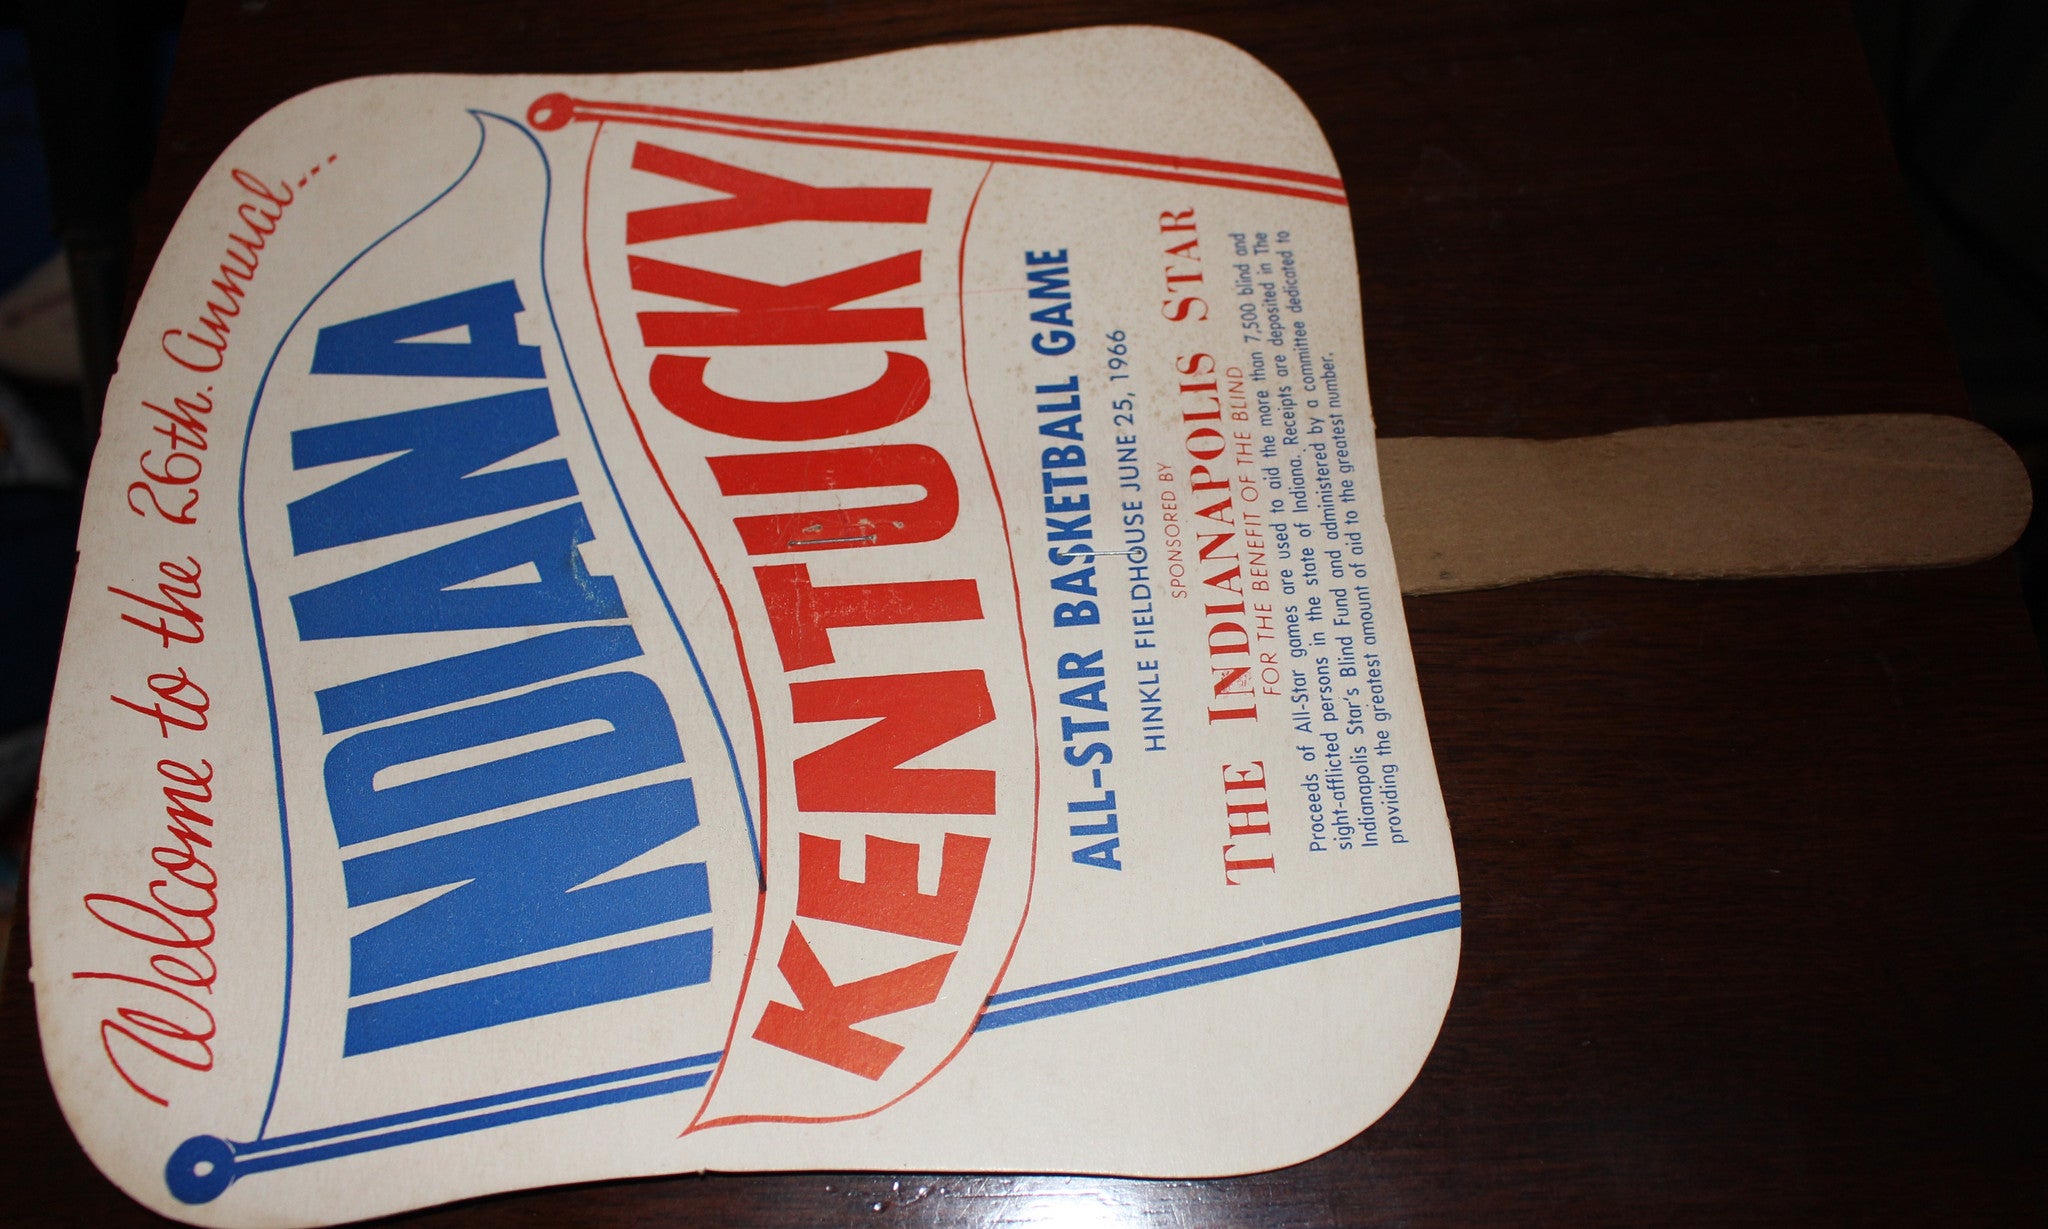 Welcome to the 26th. Annual...
INDIANA
KENTUCKY
ALL-STAR BASKETBALL GAME
HINKLE FIELDHOUSE JUNE 25, 1966
SPONSORED BY
THE INDIANAPOLIS STAR
FOR THE BENEFIT OF THE BLIND
Proceeds of All-Star games are used to aid the more than 7,500 blind and
sight-afflicted persons in the state of Indiana. Receipts are deposited in The
Indianapolis Star's Blind Fund and administered by a committee dedicated to
providing the greatest amount of aid to the greatest number.